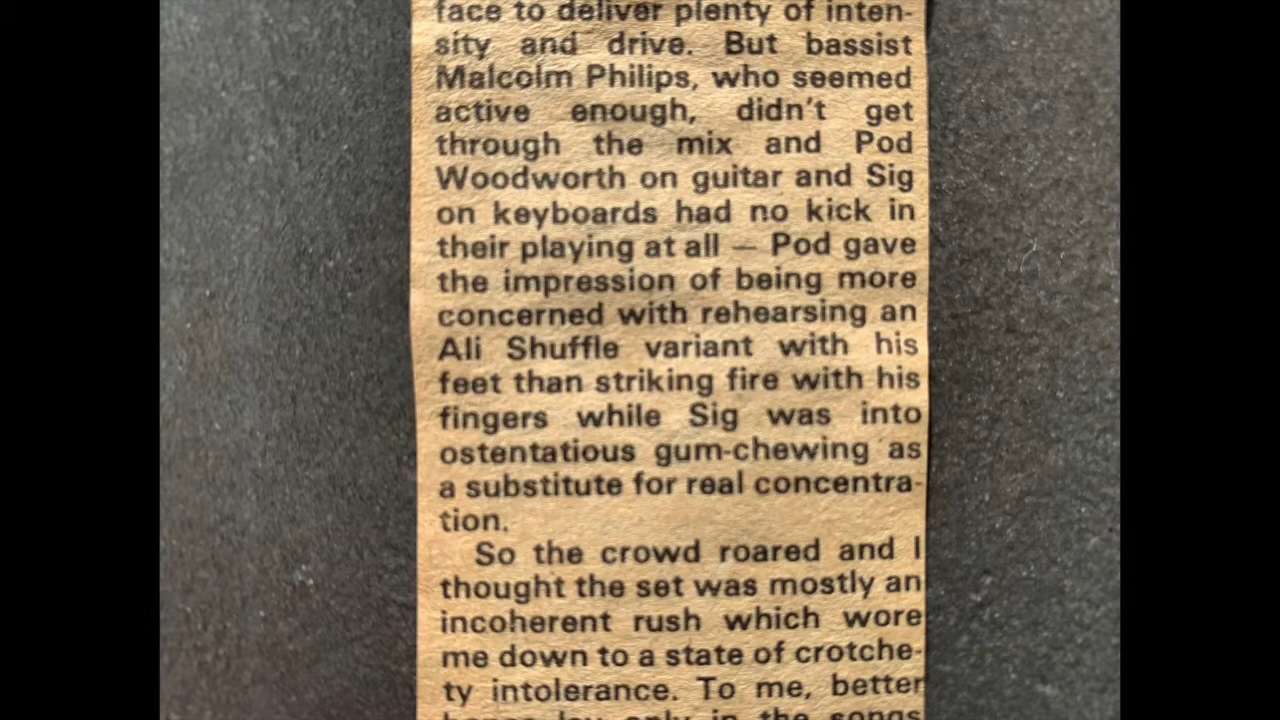 face to deliver plenty of inten-
sity and drive. But bassist
Malcolm Philips, who seemed
active enough, didn't get
through the mix and Pod
Woodworth on guitar and Sig
on keyboards had no kick in
their playing at all — Pod gave
the impression of being more
concerned with rehearsing an
Ali Shuffle variant with his
feet than striking fire with his
fingers while Sig was into
ostentatious gum-chewing as
a substitute for real concentra-
tion.
So the crowd roared and I
thought the set was mostly an
incoherent rush which wore
me down to a state of crotche-
ty intolerance. To me, better
only in the songs